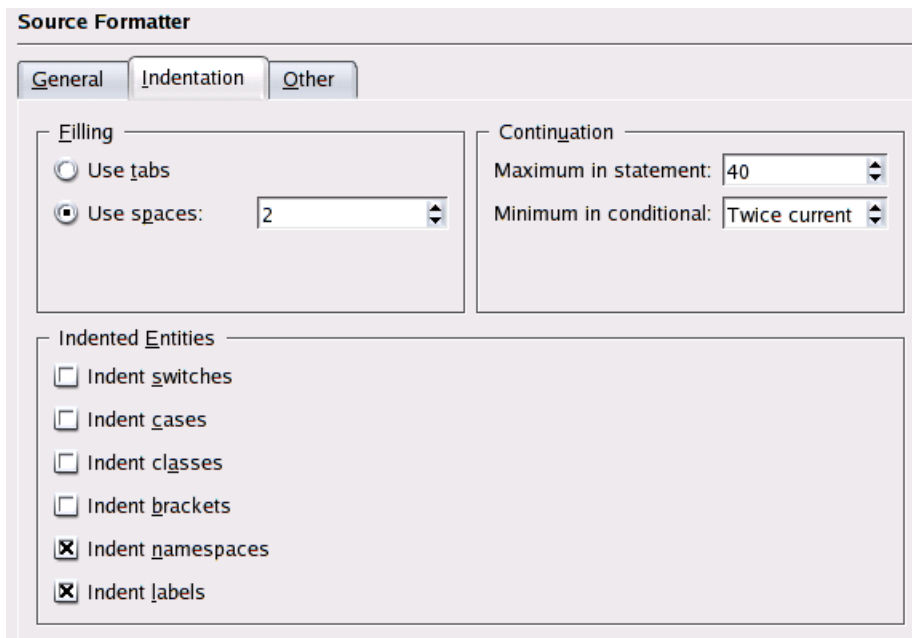 Source Formatter
General Indentation Other
Filling
Use tabs
Use spaces: 2
Continuation
Maximum in statement: 40
Minimum in conditional: Twice current
Indented Entities
Indent switches
Indent cases
Indent classes
Indent brackets
Indent namespaces
Indent labels